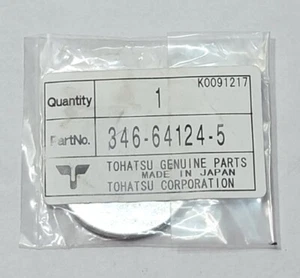 K0091217
Quantity 1
PartNo. 346-64124-5
TOHATSU GENUINE PARTS
MADE IN JAPAN
TOHATSU CORPORATION